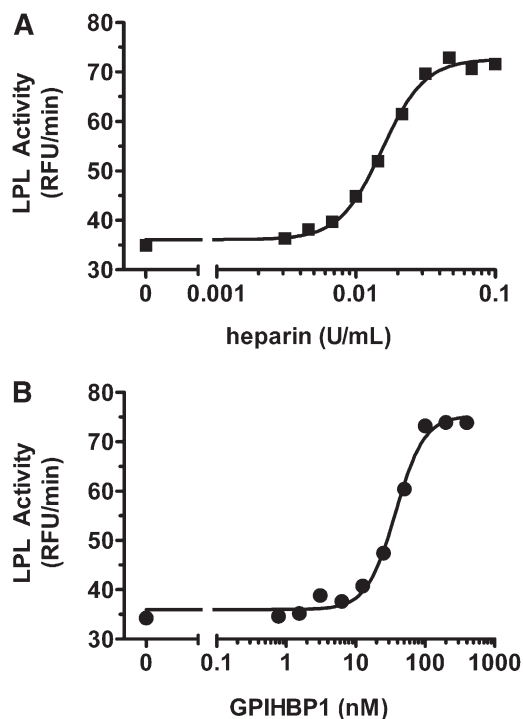 A
LPL Activity
(RFU/min)
80
70
60
50
40
30
0 0.001 0.01 0.1
heparin (U/mL)
B
LPL Activity
(RFU/min)
80
70
60
50
40
30
0 0.1 1 10 100 1000
GPIHBP1 (nM)